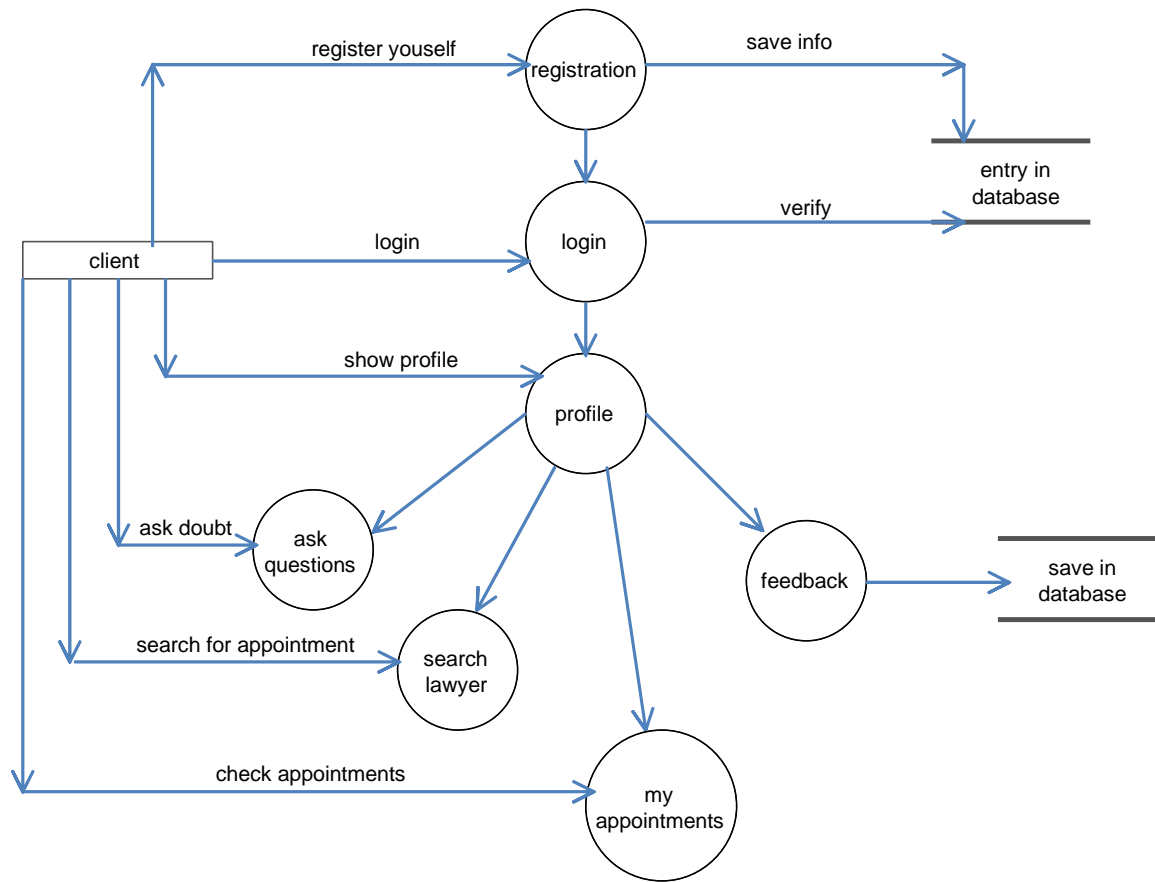 register youself
save info
registration
entry in
database
verify
login
login
client
show profile
profile
ask doubt
ask
questions
feedback
save in
database
search for appointment
search
lawyer
check appointments
my
appointments